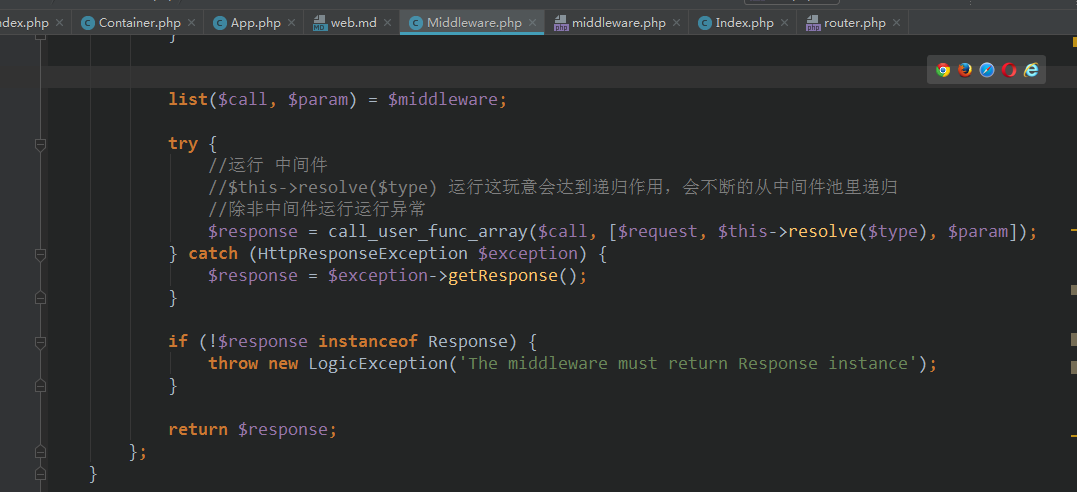 ndex.php × Container.php × App.php × web.md × Middleware.php × middleware.php × Index.php × router.php ×
}
list($call, $param) = $middleware;
try {
//运行 中间件
//$this->resolve($type) 运行这玩意会达到递归作用，会不断的从中间件池里递归
//除非中间件运行运行异常
$response = call_user_func_array($call, [$request, $this->resolve($type), $param]);
} catch (HttpResponseException $exception) {
$response = $exception->getResponse();
}
if (!$response instanceof Response) {
throw new LogicException('The middleware must return Response instance');
}
return $response;
};
}